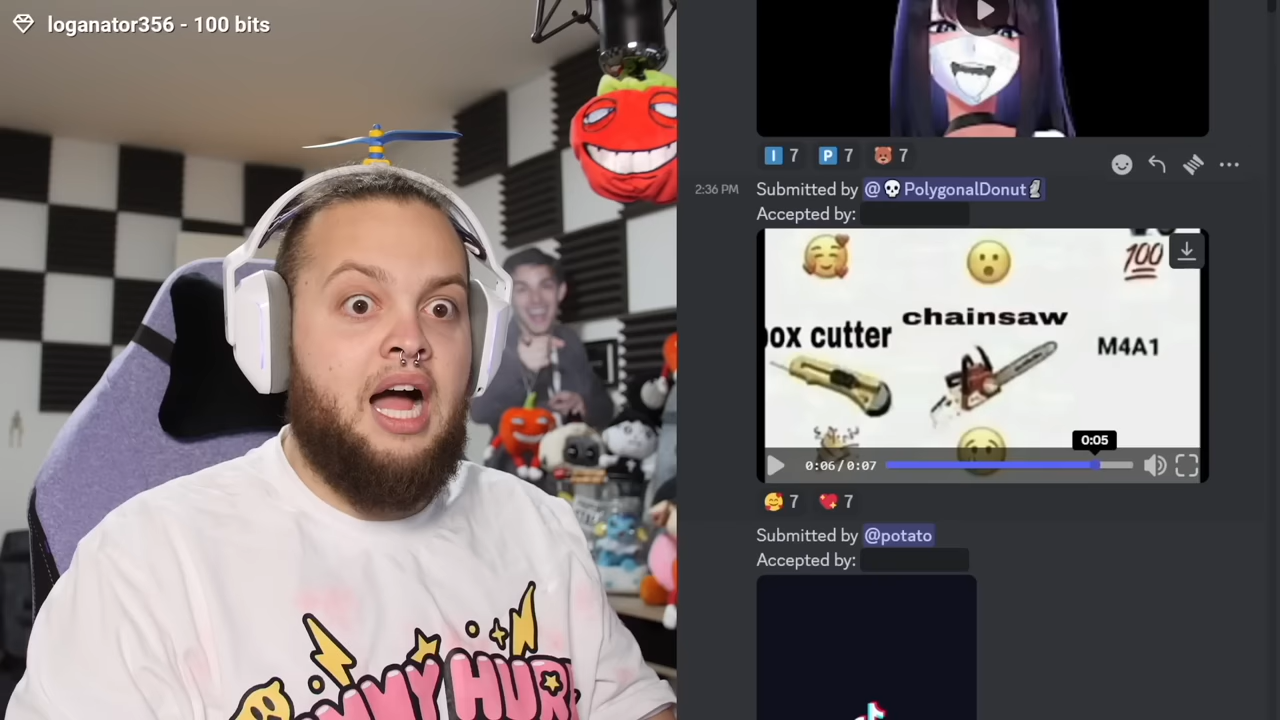 loganator356 - 100 bits
I 7 P 7 7
2:36 PM Submitted by @💀PolygonalDonut🗿
Accepted by:
100
box cutter
chainsaw
M4A1
0:05
0:06/0:07
7 7
Submitted by @potato
Accepted by: